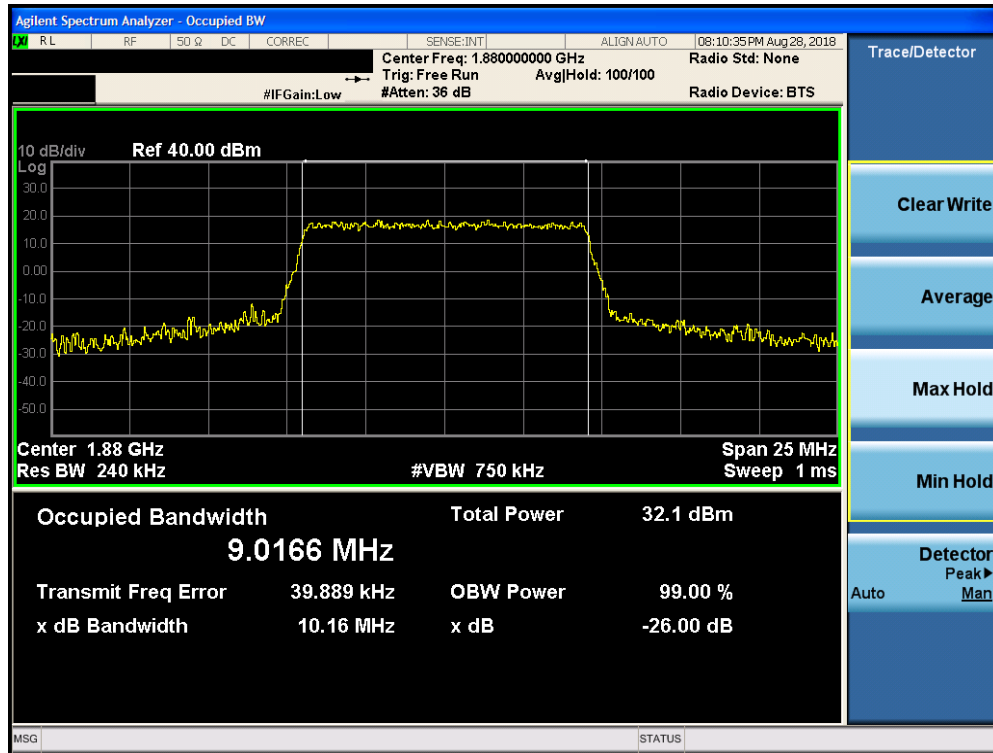 Agilent Spectrum Analyzer - Occupied BW
LXI RL RF 50 Ω DC CORREC SENSE:INT ALIGN AUTO 08:10:35 PM Aug 28, 2018
Center Freq: 1.880000000 GHz Radio Std: None
Trig: Free Run Avg|Hold: 100/100
#IFGain:Low #Atten: 36 dB Radio Device: BTS
Trace/Detector
10 dB/div Ref 40.00 dBm
Log
30.0
20.0
10.0
0.00
-10.0
-20.0
-30.0
-40.0
-50.0
Center 1.88 GHz Span 25 MHz
Res BW 240 kHz #VBW 750 kHz Sweep 1 ms
Occupied Bandwidth Total Power 32.1 dBm
9.0166 MHz
Transmit Freq Error 39.889 kHz OBW Power 99.00 %
x dB Bandwidth 10.16 MHz x dB -26.00 dB
Clear Write
Average
Max Hold
Min Hold
Detector
Peak▶
Auto Man
MSG STATUS